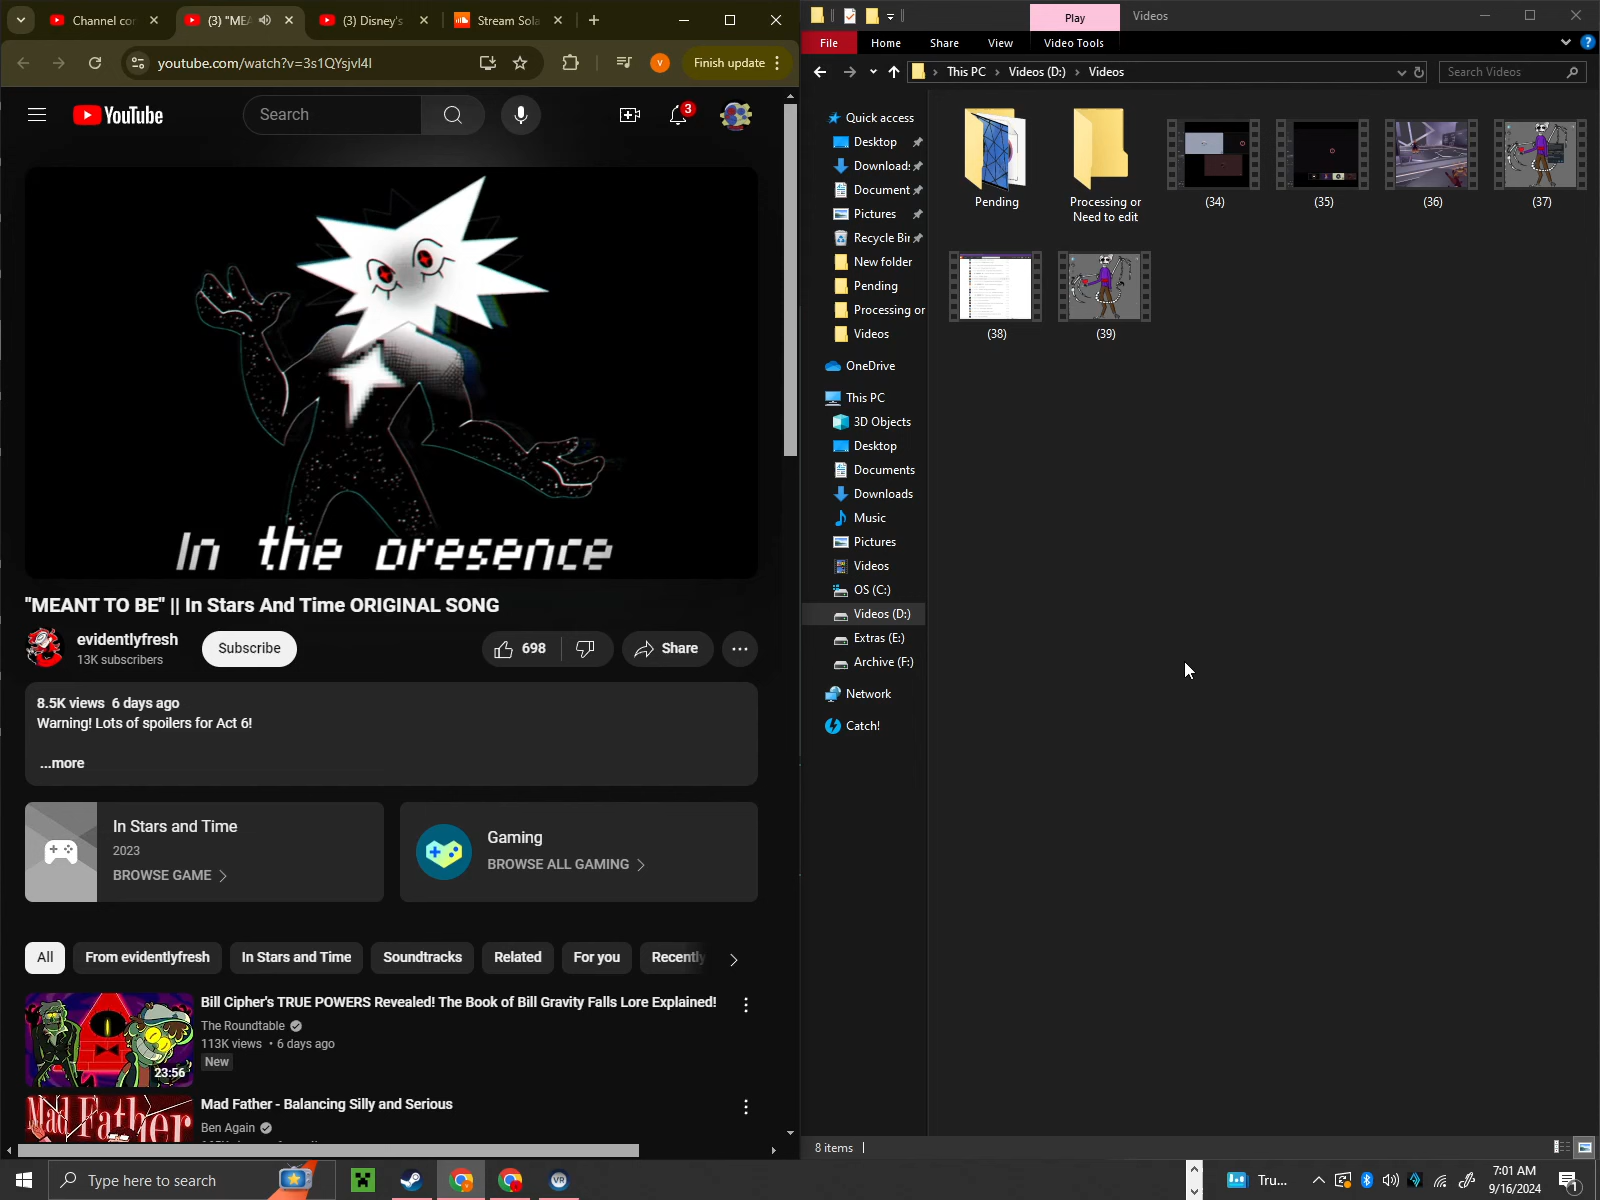 Channel cor
(3) "MEA
(3) Disney's
Stream Sola
youtube.com/watch?v=3s1QYsjvl4I
V
Finish update
YouTube
Search
3
In the presence
"MEANT TO BE" || In Stars And Time ORIGINAL SONG
evidentlyfresh
13K subscribers
Subscribe
698
Share
8.5K views 6 days ago
Warning! Lots of spoilers for Act 6!
...more
In Stars and Time
2023
BROWSE GAME
Gaming
BROWSE ALL GAMING
All
From evidentlyfresh
In Stars and Time
Soundtracks
Related
For you
Recently
Bill Cipher's TRUE POWERS Revealed! The Book of Bill Gravity Falls Lore Explained!
The Roundtable
113K views • 6 days ago
New
23:56
Mad Father
Mad Father - Balancing Silly and Serious
Ben Again
Play
Videos
File
Home
Share
View
Video Tools
This PC
Videos (D:)
Videos
Search Videos
Quick access
Desktop
Download:
Document
Pictures
Recycle Bir
New folder
Pending
Processing or
Videos
OneDrive
This PC
3D Objects
Desktop
Documents
Downloads
Music
Pictures
Videos
OS (C:)
Videos (D:)
Extras (E:)
Archive (F:)
Network
Catch!
Pending
Processing or
Need to edit
(34)
(35)
(36)
(37)
(38)
(39)
8 items
Type here to search
VR
Tru...
7:01 AM
9/16/2024
1